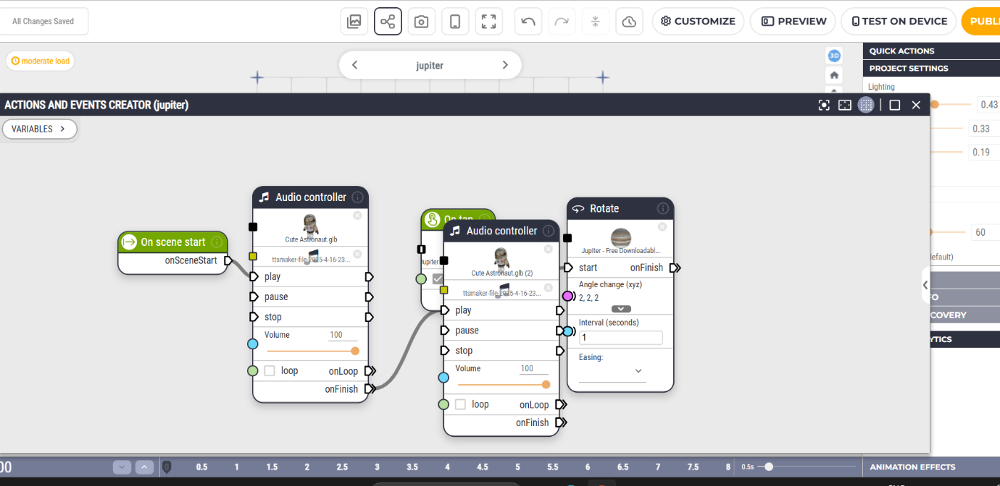 All Changes Saved
CUSTOMIZE
PREVIEW
TEST ON DEVICE
PUBL
moderate load
jupiter
3D
QUICK ACTIONS
PROJECT SETTINGS
Lighting
0.43
0.33
0.19
60
efault)
FO
COVERY
YTICS
ACTIONS AND EVENTS CREATOR (jupiter)
VARIABLES
On scene start
onSceneStart
Audio controller
Cute Astronaut.glb
ttsmaker-file-2025-4-16-23...
play
pause
stop
Volume
100
loop
onLoop
onFinish
On tap
Jupiter
Audio controller
Cute Astronaut.glb (2)
ttsmaker-file-2025-4-16-23...
play
pause
stop
Volume
100
loop
onLoop
onFinish
Rotate
Jupiter - Free Downloadabl...
start
onFinish
Angle change (xyz)
2, 2, 2
Interval (seconds)
1
Easing:
00
0
0.5
1
1.5
2
2.5
3
3.5
4
4.5
5
5.5
6
6.5
7
7.5
8
0.5s
ANIMATION EFFECTS